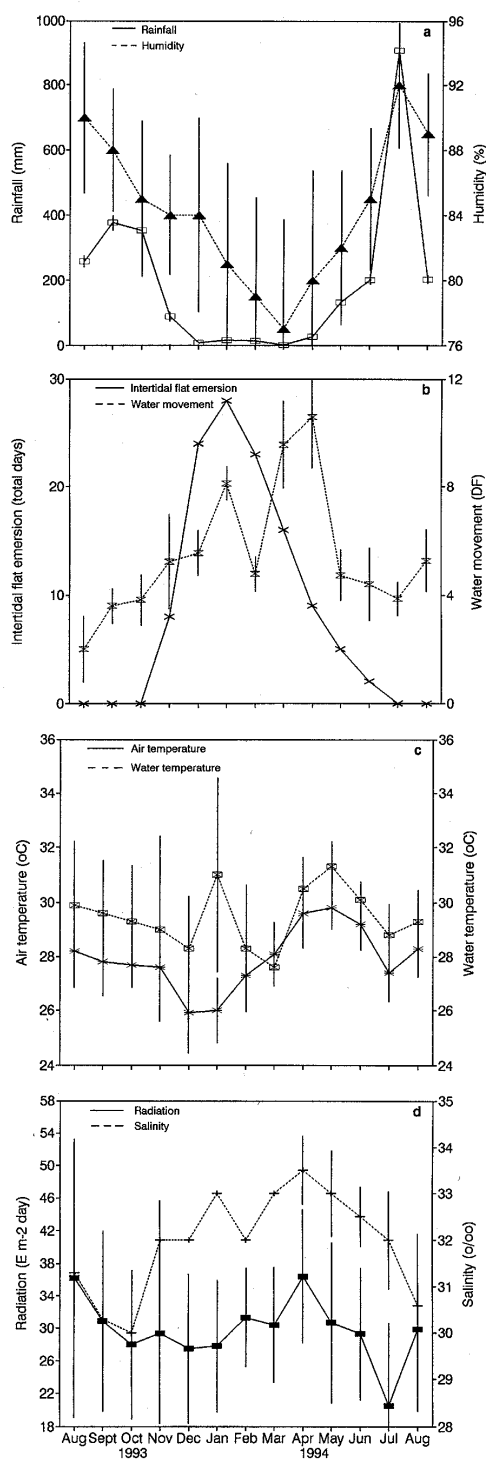 a
Rainfall
Humidity
Rainfall (mm)
1000
800
600
400
200
0
Humidity (%)
96
92
88
84
80
76
b
Intertidal flat emersion
Water movement
Intertidal flat emersion (total days)
30
20
10
0
Water movement (DF)
12
8
4
0
c
Air temperature
Water temperature
Air temperature (oC)
36
34
32
30
28
26
24
Water temperature (oC)
36
34
32
30
28
26
24
d
Radiation
Salinity
Radiation (E m-2 day)
58
54
50
46
42
38
34
30
26
22
18
Salinity (o/oo)
35
34
33
32
31
30
29
28
Aug Sept Oct Nov Dec Jan Feb Mar Apr May Jun Jul Aug
1993 1994